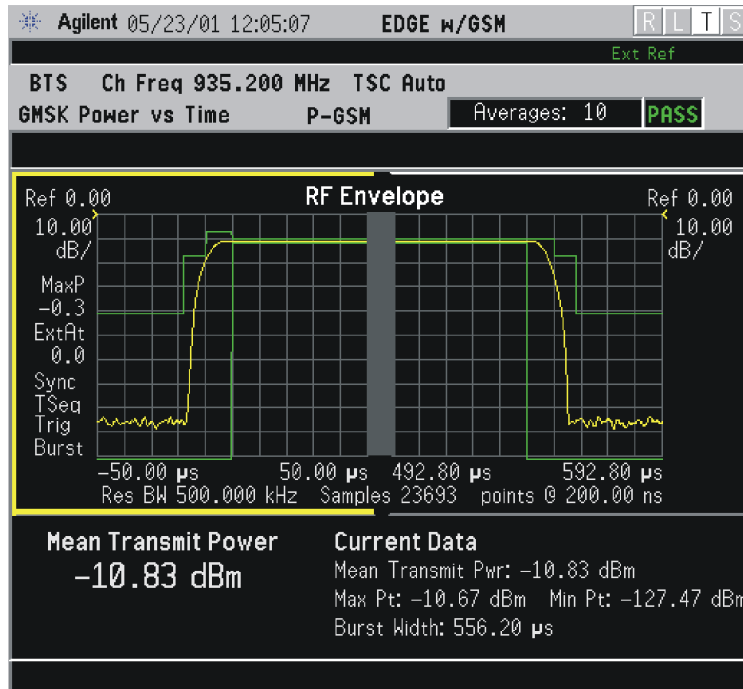 Agilent 05/23/01 12:05:07 EDGE w/GSM R L T S
Ext Ref
BTS Ch Freq 935.200 MHz TSC Auto
GMSK Power vs Time P-GSM Averages: 10 PASS
Ref 0.00 RF Envelope Ref 0.00
10.00 10.00
dB/ dB/
MaxP
-0.3
ExtAt
0.0
Sync
TSeq
Trig
Burst
-50.00 µs 50.00 µs 492.80 µs 592.80 µs
Res BW 500.000 kHz Samples 23693 points @ 200.00 ns
Mean Transmit Power Current Data
-10.83 dBm Mean Transmit Pwr: -10.83 dBm
Max Pt: -10.67 dBm Min Pt: -127.47 dBm
Burst Width: 556.20 µs